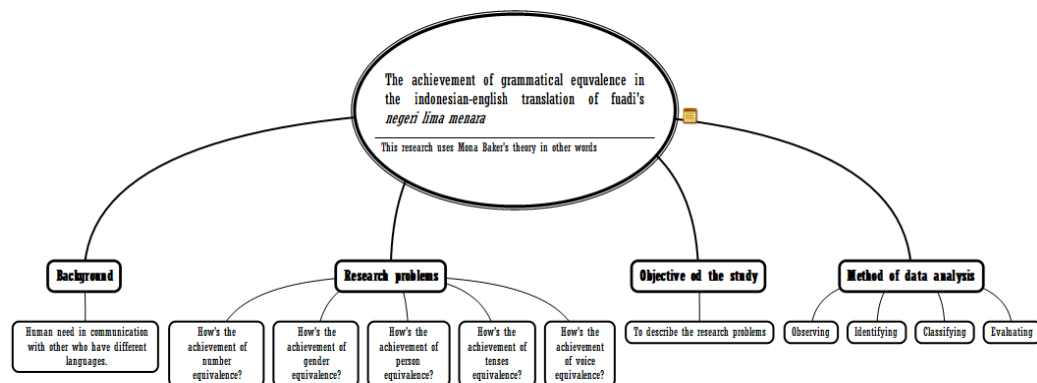 The achievement of grammatical equvalence in
the indonesian-english translation of fuadi's
negeri lima menara
This research uses Mona Baker's theory in other words
Background
Research problems
Objective od the study
Method of data analysis
Human need in communication
with other who have different
languages.
How's the
achievement of
number
equivalence?
How's the
achievement of
gender
equivalence?
How's the
achievement of
person
equivalence?
How's the
achievement of
tenses
equivalence?
How's the
achievement
of voice
equivalence?
To describe the research problems
Observing
Identifying
Classifying
Evaluating